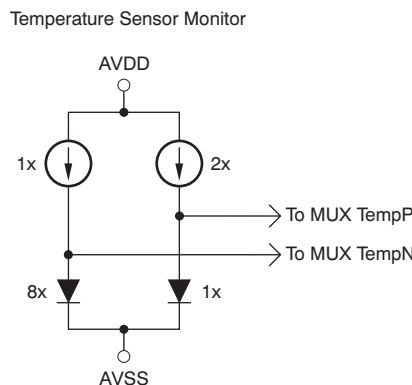 Temperature Sensor Monitor
AVDD
1x
2x
To MUX TempP
To MUX TempN
8x
1x
AVSS